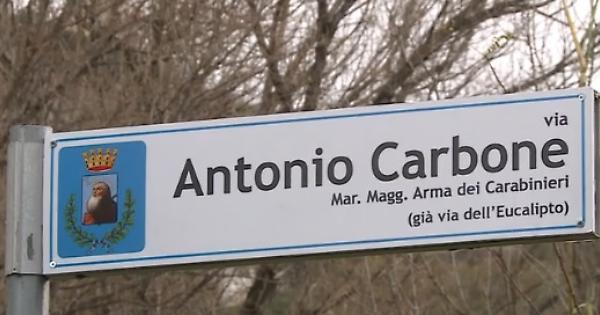 via
Antonio Carbone
Mar. Magg. Arma dei Carabinieri
(già via dell'Eucalipto)